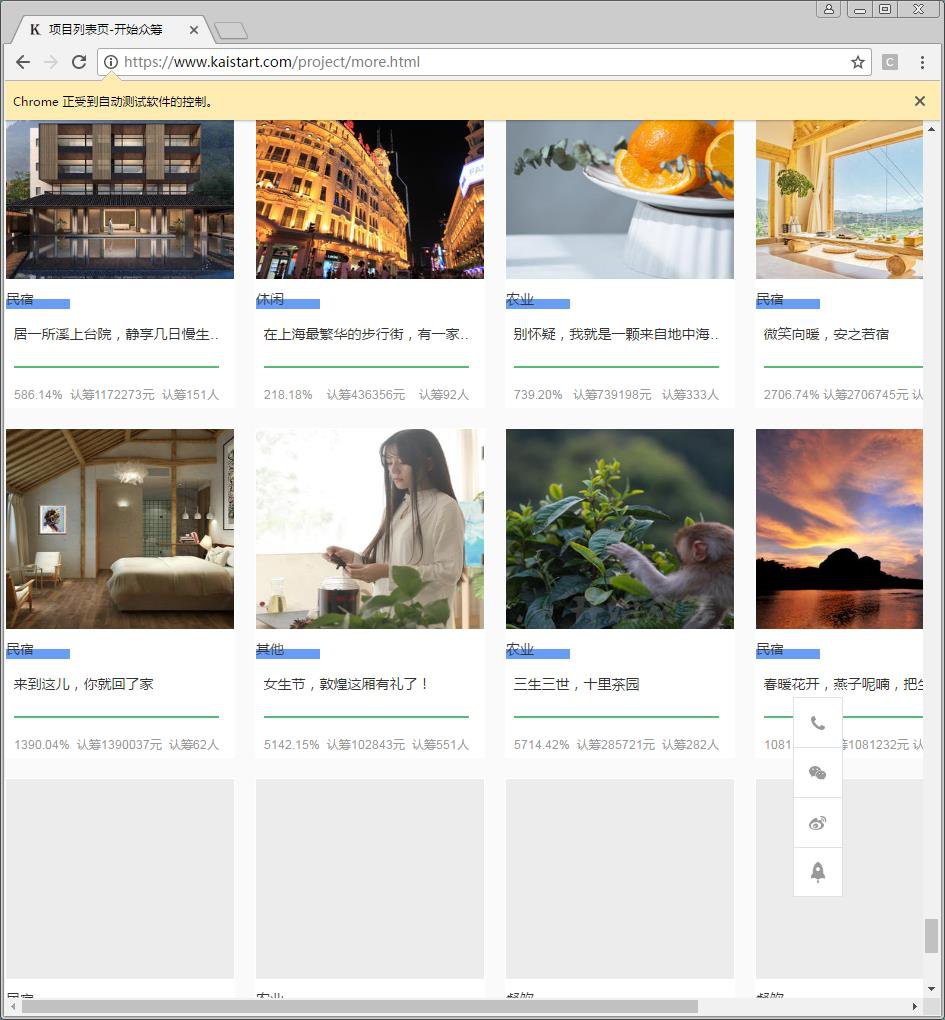 K 项目列表页-开始众筹
https://www.kaistart.com/project/more.html
C
Chrome 正受到自动测试软件的控制。
民宿 休闲 农业 民宿
居一所溪上台院，静享几日慢生.. 在上海最繁华的步行街，有一家.. 别怀疑，我就是一颗来自地中海.. 微笑向暖，安之若宿
586.14% 认筹1172273元 认筹151人 218.18% 认筹436356元 认筹92人 739.20% 认筹739198元 认筹333人 2706.74% 认筹2706745元 认
民宿 其他 农业 民宿
来到这儿，你就回了家 女生节，敦煌这厢有礼了！ 三生三世，十里茶园 春暖花开，燕子呢喃，把生
1390.04% 认筹1390037元 认筹62人 5142.15% 认筹102843元 认筹551人 5714.42% 认筹285721元 认筹282人 1081 筹1081232元 认
民宿 农业 餐饮 餐饮